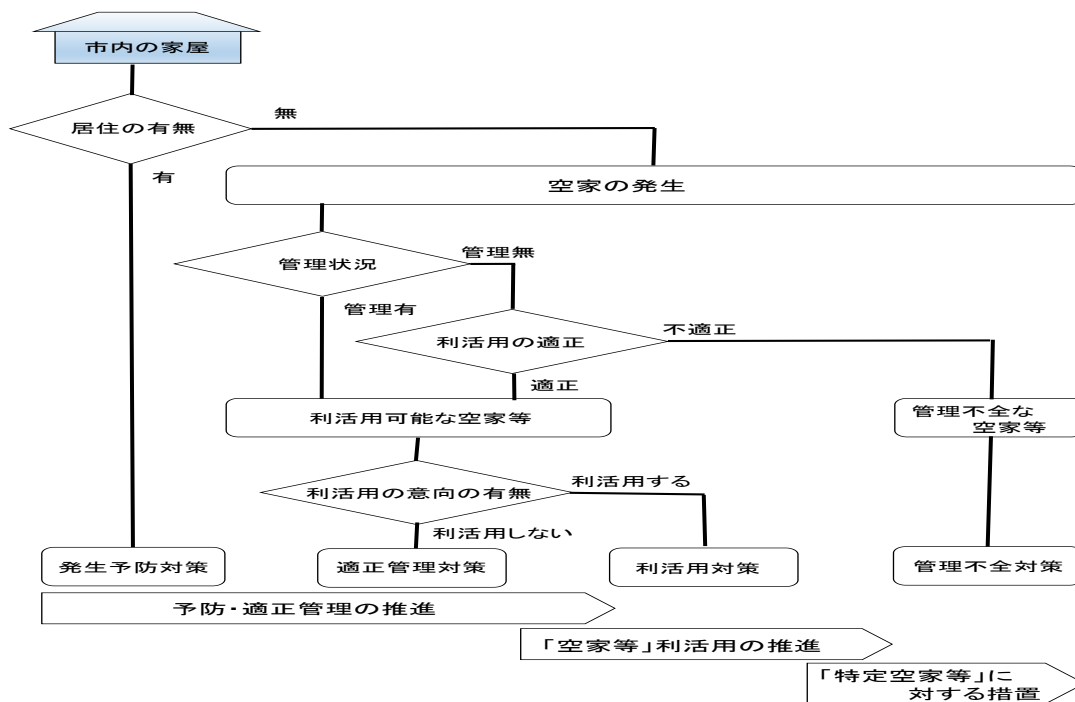 市内の家屋
居住の有無
無
有
空家の発生
管理状況
管理無
管理有
利活用の適正
不適正
適正
利活用可能な空家等
管理不全な
空家等
利活用の意向の有無
利活用する
利活用しない
発生予防対策
適正管理対策
利活用対策
管理不全対策
予防・適正管理の推進
「空家等」利活用の推進
「特定空家等」に
対する措置